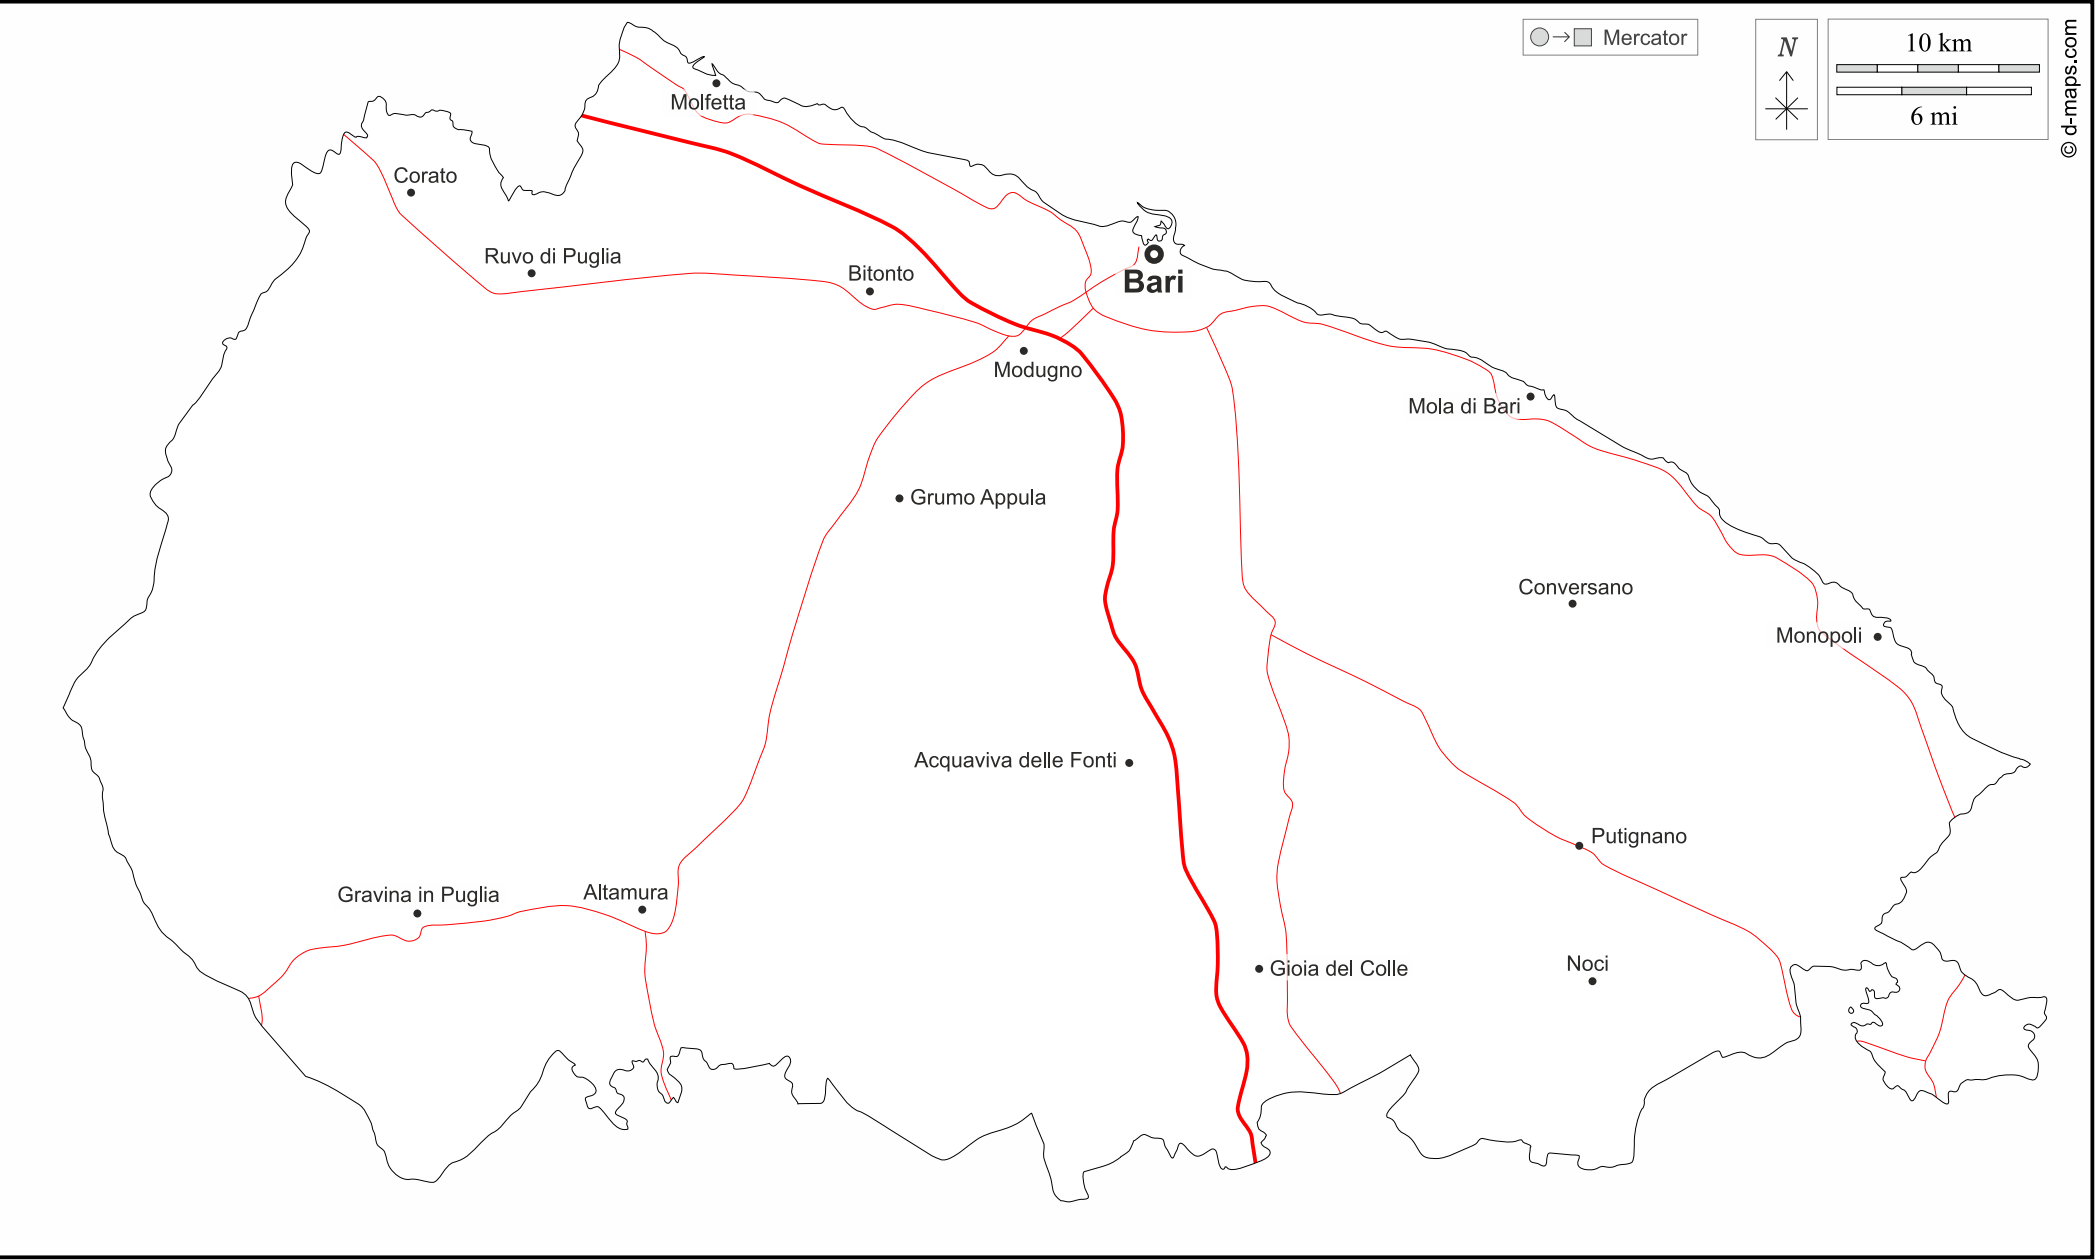 Mercator
N
10 km
6 mi
© d-maps.com
Molfetta
Corato
Ruvo di Puglia
Bitonto
Bari
Modugno
Mola di Bari
Grumo Appula
Conversano
Monopoli
Acquaviva delle Fonti
Putignano
Gravina in Puglia
Altamura
Gioia del Colle
Noci